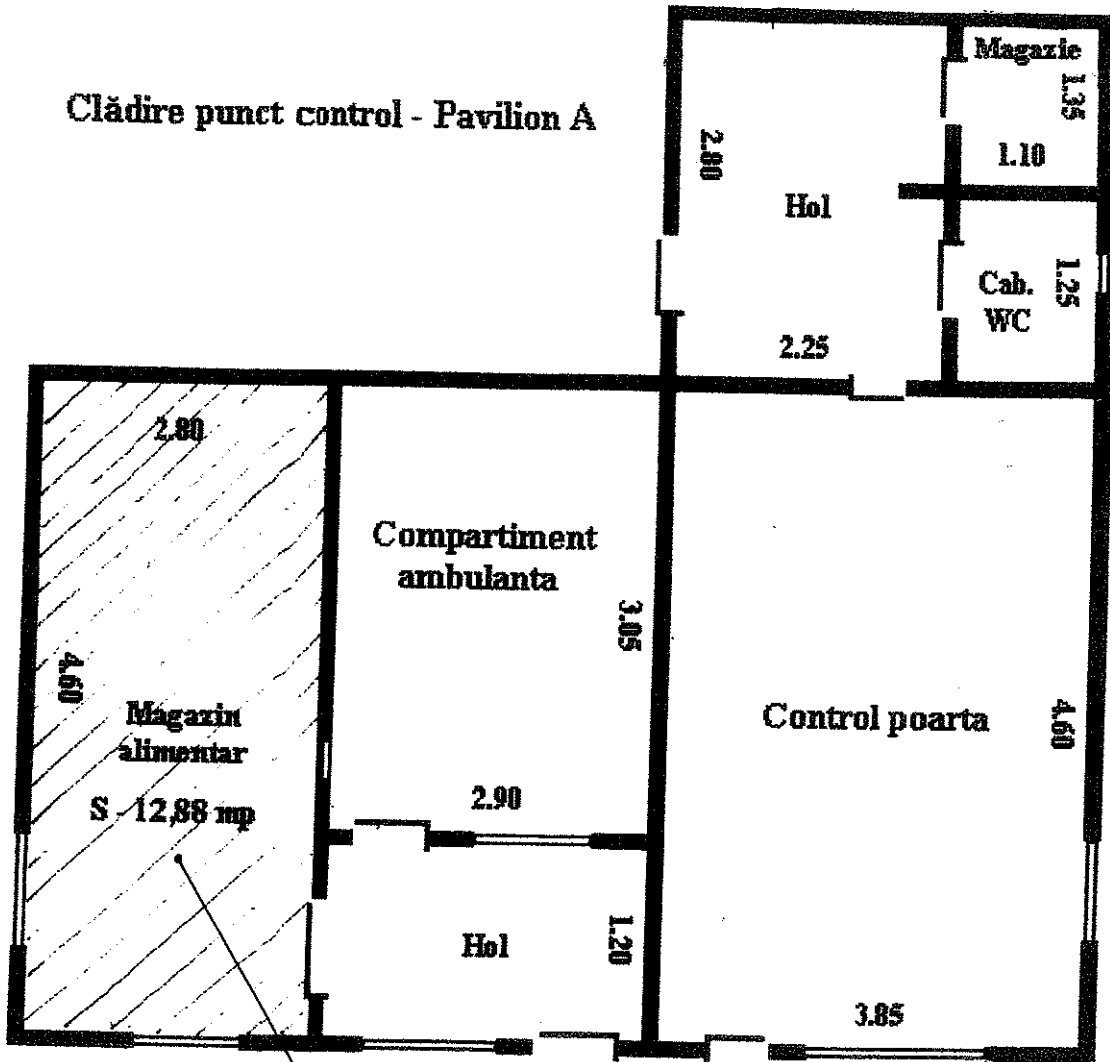 Clădire punct control - Pavilion A
Magazie
1.35
1.10
2.80
Hol
Cab.
WC
1.25
2.25
2.80
Compartiment
ambulanta
3.05
4.60
Magazin
alimentar
S - 12,88 mp
2.90
Control poarta
4.60
Hol
1.20
3.85